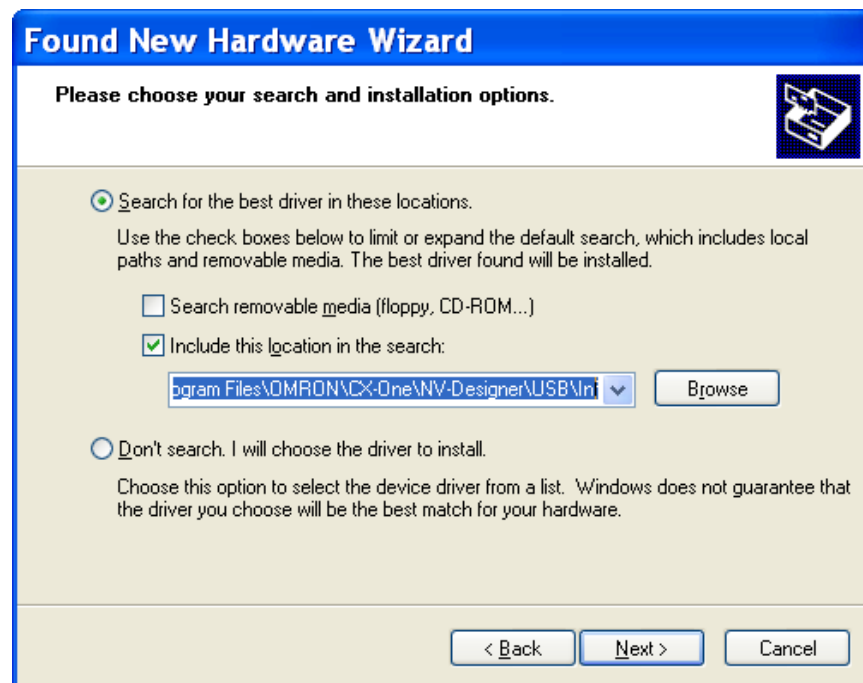 Found New Hardware Wizard
Please choose your search and installation options.
Search for the best driver in these locations.
Use the check boxes below to limit or expand the default search, which includes local
paths and removable media. The best driver found will be installed.
Search removable media (floppy, CD-ROM...)
Include this location in the search:
ogram Files\OMRON\CX-One\NV-Designer\USB\Inf
Browse
Don't search. I will choose the driver to install.
Choose this option to select the device driver from a list. Windows does not guarantee that
the driver you choose will be the best match for your hardware.
< Back Next > Cancel